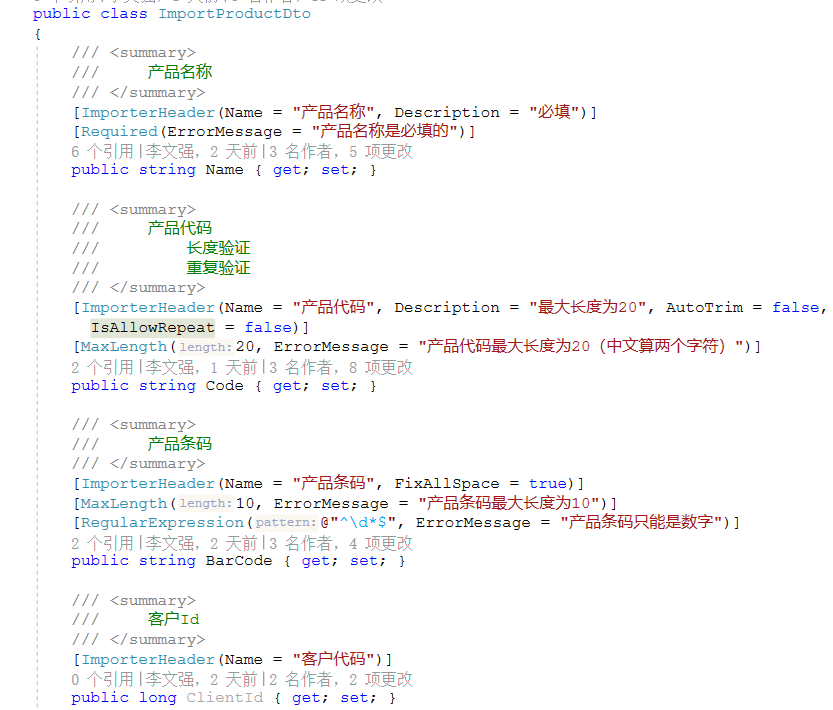 public class ImportProductDto
{
/// <summary>
///     产品名称
/// </summary>
[ImporterHeader(Name = "产品名称", Description = "必填")]
[Required(ErrorMessage = "产品名称是必填的")]
6 个引用|李文强，2 天前|3 名作者，5 项更改
public string Name { get; set; }
/// <summary>
///     产品代码
///         长度验证
///         重复验证
/// </summary>
[ImporterHeader(Name = "产品代码", Description = "最大长度为20", AutoTrim = false,
IsAllowRepeat = false)]
[MaxLength(length: 20, ErrorMessage = "产品代码最大长度为20（中文算两个字符）")]
2 个引用|李文强，1 天前|3 名作者，8 项更改
public string Code { get; set; }
/// <summary>
///     产品条码
/// </summary>
[ImporterHeader(Name = "产品条码", FixAllSpace = true)]
[MaxLength(length: 10, ErrorMessage = "产品条码最大长度为10")]
[RegularExpression(pattern: @"^\d*$", ErrorMessage = "产品条码只能是数字")]
2 个引用|李文强，2 天前|3 名作者，4 项更改
public string BarCode { get; set; }
/// <summary>
///     客户Id
/// </summary>
[ImporterHeader(Name = "客户代码")]
0 个引用|李文强，2 天前|2 名作者，2 项更改
public long ClientId { get; set; }